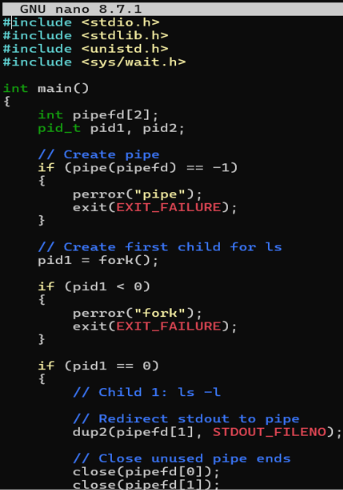 GNU nano 8.7.1
#include <stdio.h>
#include <stdlib.h>
#include <unistd.h>
#include <sys/wait.h>
int main()
{
    int pipefd[2];
    pid_t pid1, pid2;
    // Create pipe
    if (pipe(pipefd) == -1)
    {
        perror("pipe");
        exit(EXIT_FAILURE);
    }
    // Create first child for ls
    pid1 = fork();
    if (pid1 < 0)
    {
        perror("fork");
        exit(EXIT_FAILURE);
    }
    if (pid1 == 0)
    {
        // Child 1: ls -l
        // Redirect stdout to pipe
        dup2(pipefd[1], STDOUT_FILENO);
        // Close unused pipe ends
        close(pipefd[0]);
        close(pipefd[1]);